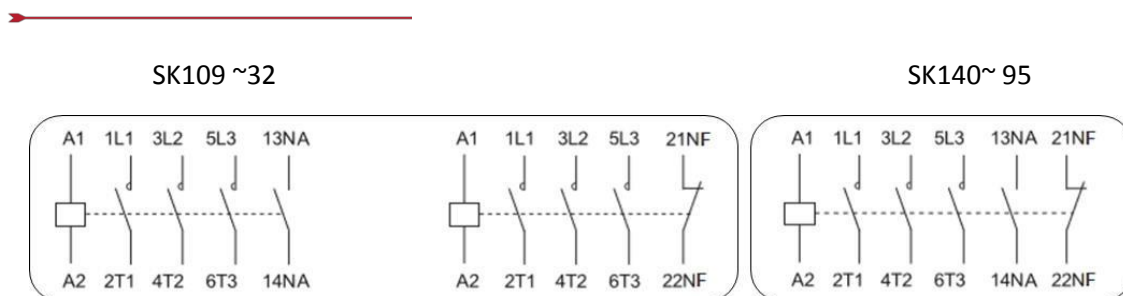 SK109 ~32 SK140~ 95
A1 1L1 3L2 5L3 13NA A1 1L1 3L2 5L3 21NF A1 1L1 3L2 5L3 13NA 21NF
A2 2T1 4T2 6T3 14NA A2 2T1 4T2 6T3 22NF A2 2T1 4T2 6T3 14NA 22NF